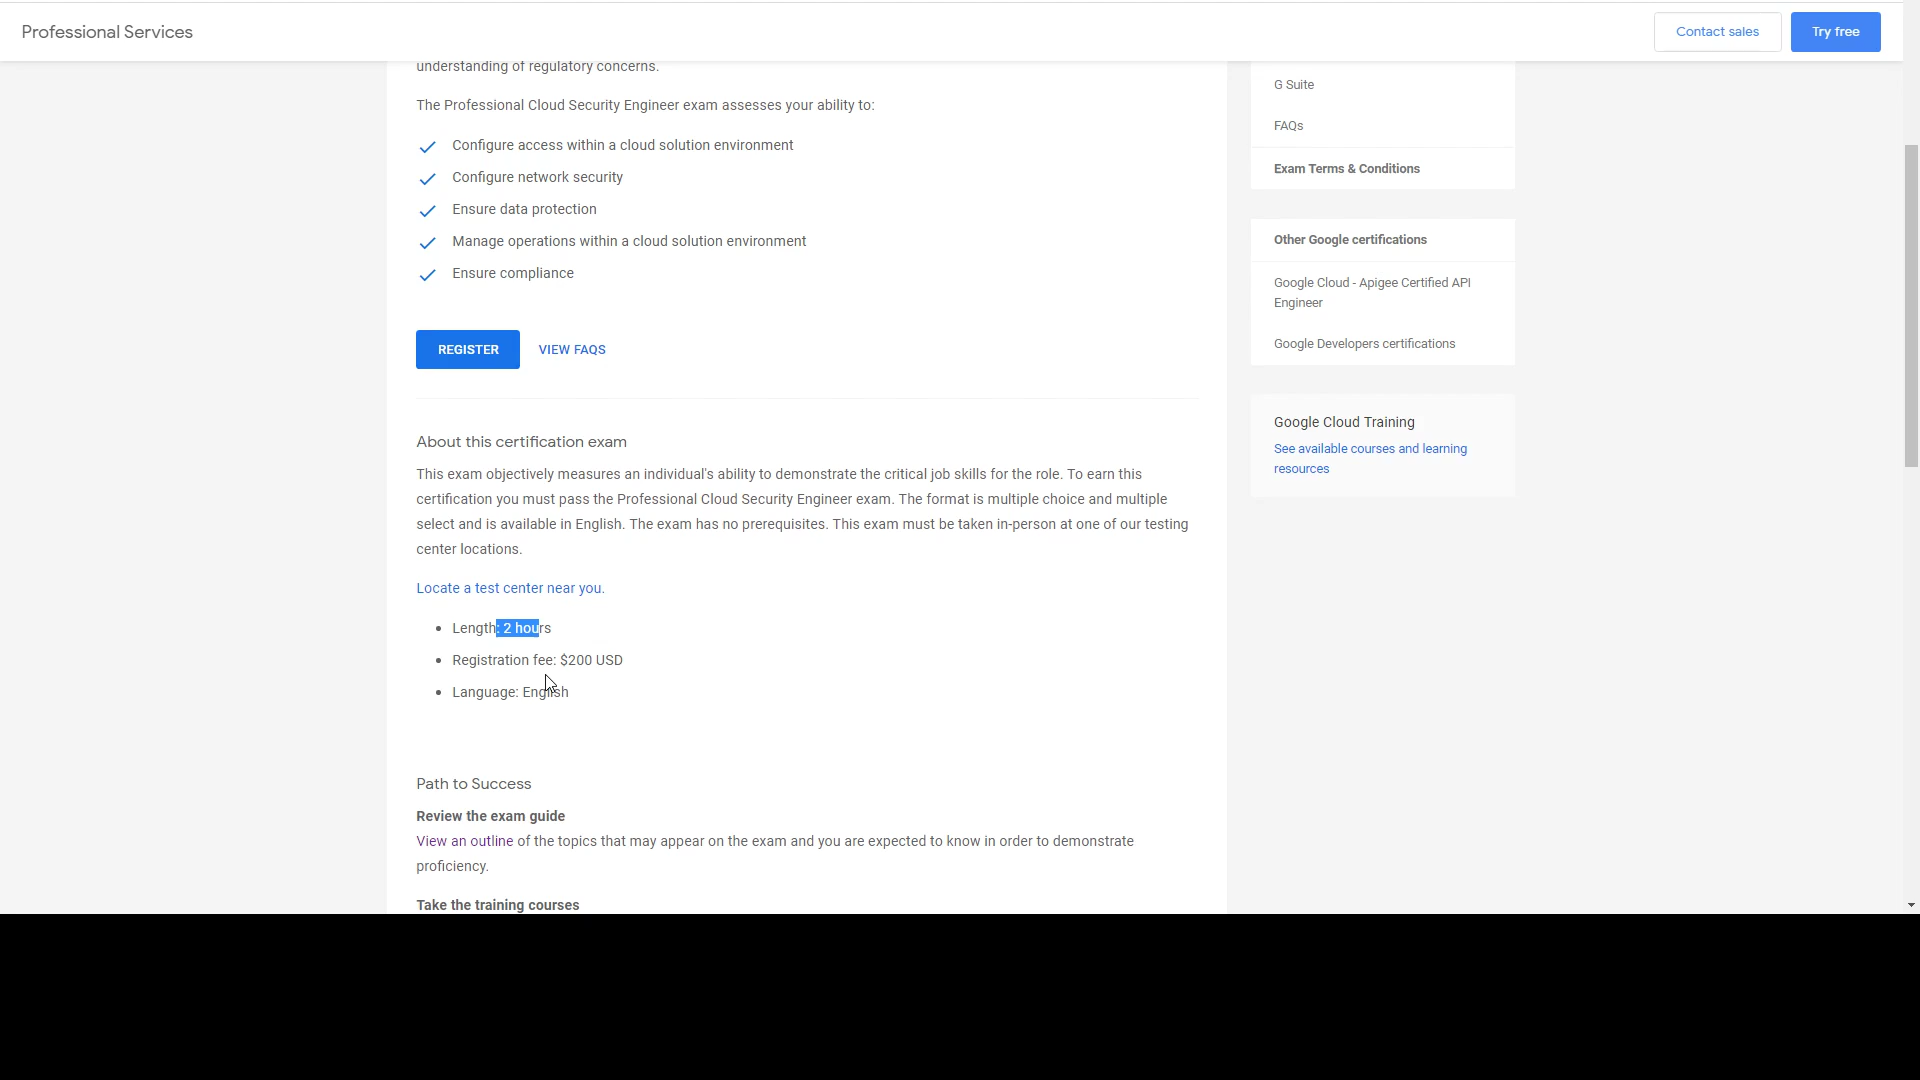 Professional Services
Contact sales
Try free
understanding of regulatory concerns.
The Professional Cloud Security Engineer exam assesses your ability to:
Configure access within a cloud solution environment
Configure network security
Ensure data protection
Manage operations within a cloud solution environment
Ensure compliance
REGISTER
VIEW FAQS
About this certification exam
This exam objectively measures an individual's ability to demonstrate the critical job skills for the role. To earn this
certification you must pass the Professional Cloud Security Engineer exam. The format is multiple choice and multiple
select and is available in English. The exam has no prerequisites. This exam must be taken in-person at one of our testing
center locations.
Locate a test center near you.
Length: 2 hours
Registration fee: $200 USD
Language: English
Path to Success
Review the exam guide
View an outline of the topics that may appear on the exam and you are expected to know in order to demonstrate
proficiency.
Take the training courses
G Suite
FAQs
Exam Terms & Conditions
Other Google certifications
Google Cloud - Apigee Certified API
Engineer
Google Developers certifications
Google Cloud Training
See available courses and learning
resources